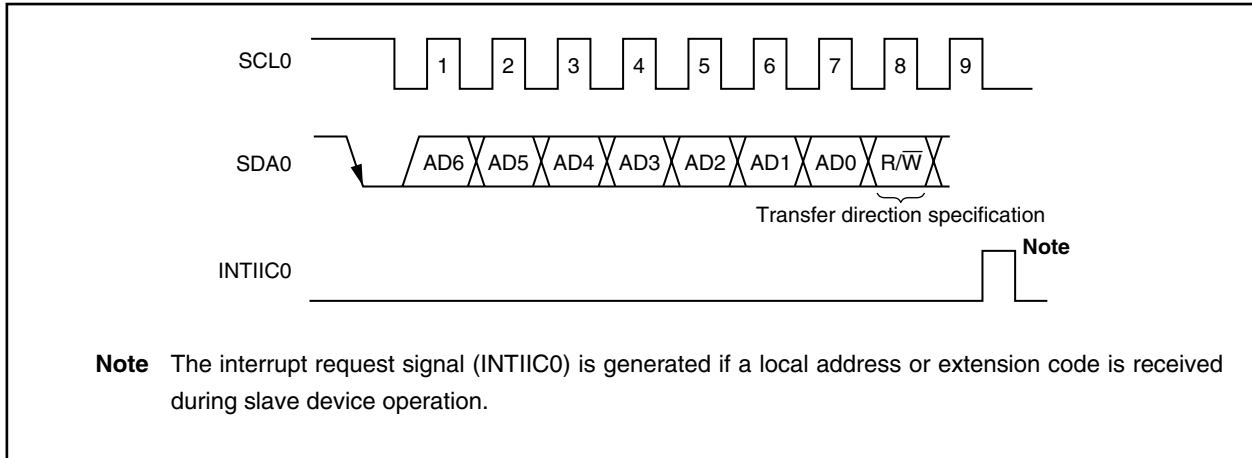 SCL0 1 2 3 4 5 6 7 8 9
SDA0 AD6 AD5 AD4 AD3 AD2 AD1 AD0 R/W̅
Transfer direction specification
Note
INTIIC0
Note The interrupt request signal (INTIIC0) is generated if a local address or extension code is received
during slave device operation.